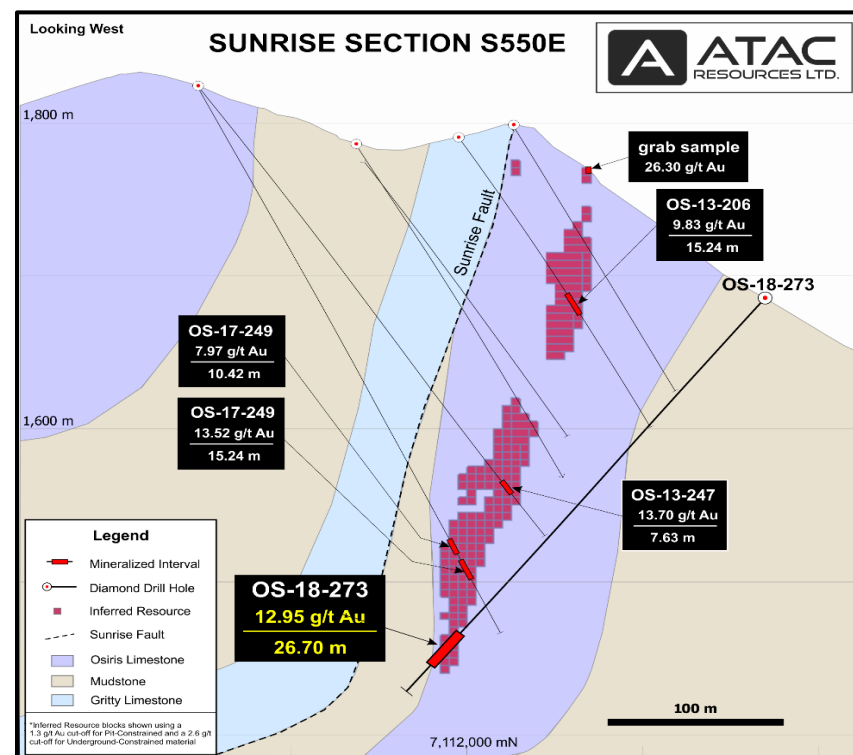 Looking West
SUNRISE SECTION S550E
A ATAC
RESOURCES LTD.
1,800 m
grab sample
26.30 g/t Au
OS-13-206
9.83 g/t Au
15.24 m
Sunrise Fault
OS-18-273
OS-17-249
7.97 g/t Au
10.42 m
1,600 m
OS-17-249
13.52 g/t Au
15.24 m
OS-13-247
13.70 g/t Au
7.63 m
Legend
Mineralized Interval
Diamond Drill Hole
Inferred Resource
Sunrise Fault
Osiris Limestone
Mudstone
Gritty Limestone
*Inferred Resource blocks shown using a
1.3 g/t Au cut-off for Pit-Constrained and a 2.6 g/t
cut-off for Underground-Constrained material
OS-18-273
12.95 g/t Au
26.70 m
100 m
7,112,000 mN